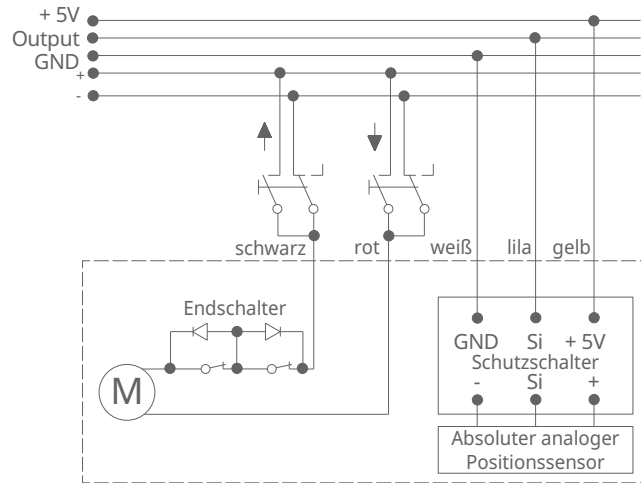 + 5V
Output
GND
+
-
schwarz rot weiß lila gelb
Endschalter
M
GND Si + 5V
Schutzschalter
- Si +
Absoluter analoger
Positionssensor